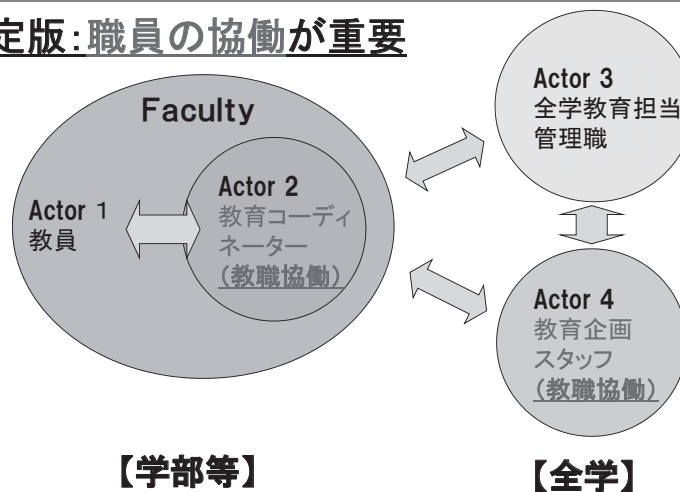 定版：職員の協働が重要
Faculty
Actor 1
教員
Actor 2
教育コーディ
ネーター
（教職協働）
Actor 3
全学教育担当
管理職
Actor 4
教育企画
スタッフ
（教職協働）
【学部等】
【全学】